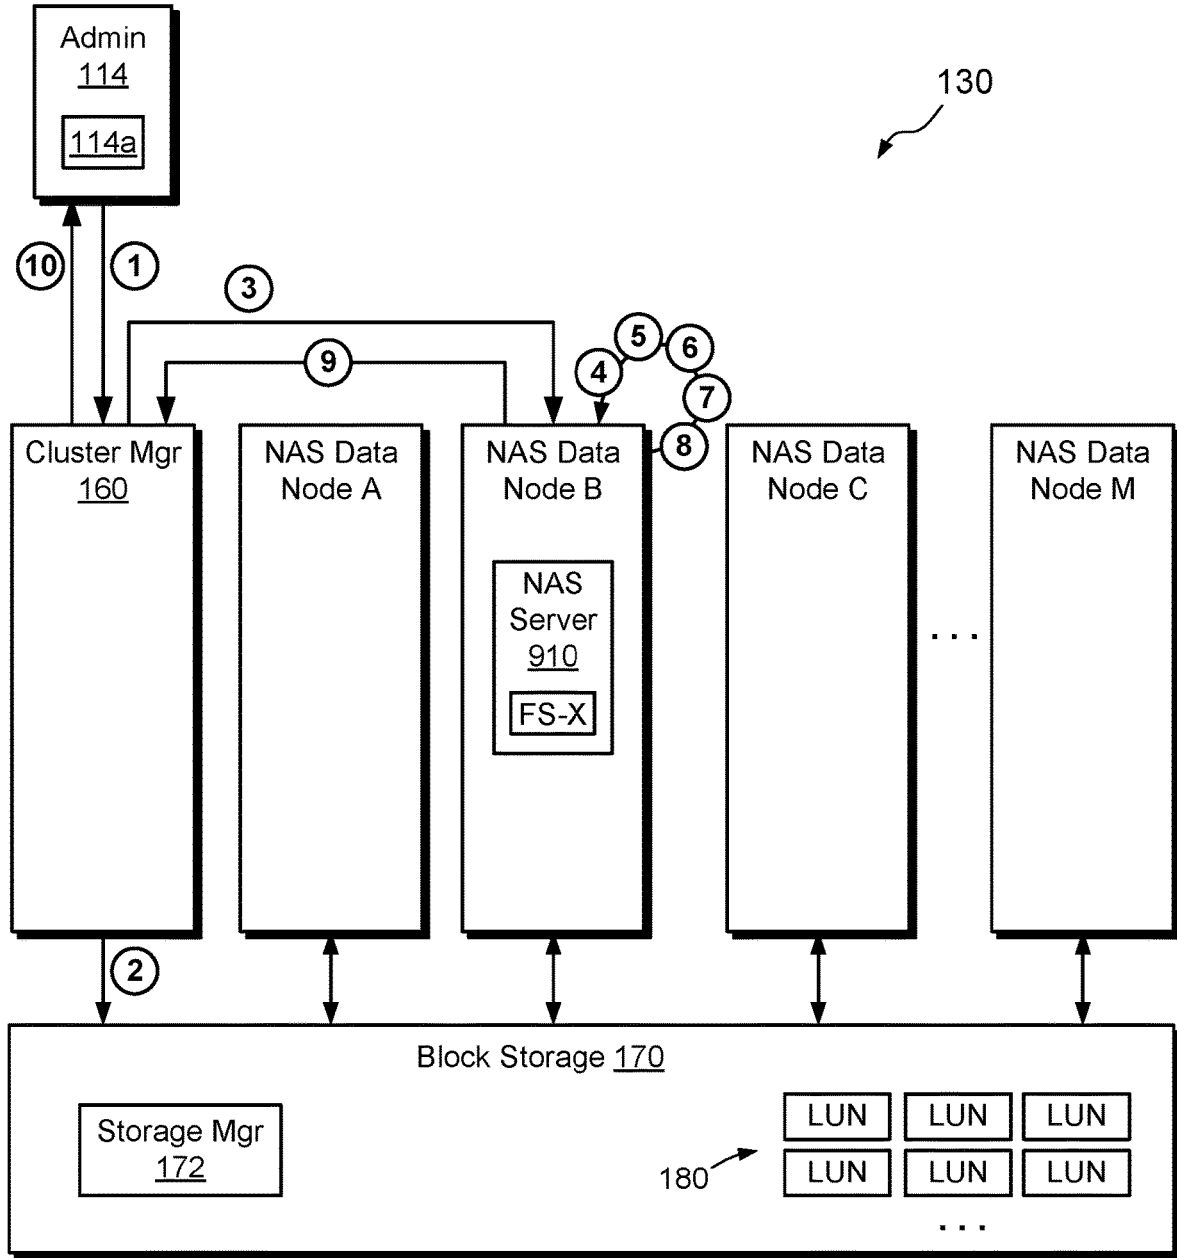 Admin
114
114a
130
10
1
3
9
5
6
4
7
8
Cluster Mgr
160
NAS Data
Node A
NAS Data
Node B
NAS Data
Node C
NAS Data
Node M
NAS
Server
910
FS-X
. . .
2
Block Storage 170
Storage Mgr
172
180
LUN LUN LUN
LUN LUN LUN
. . .